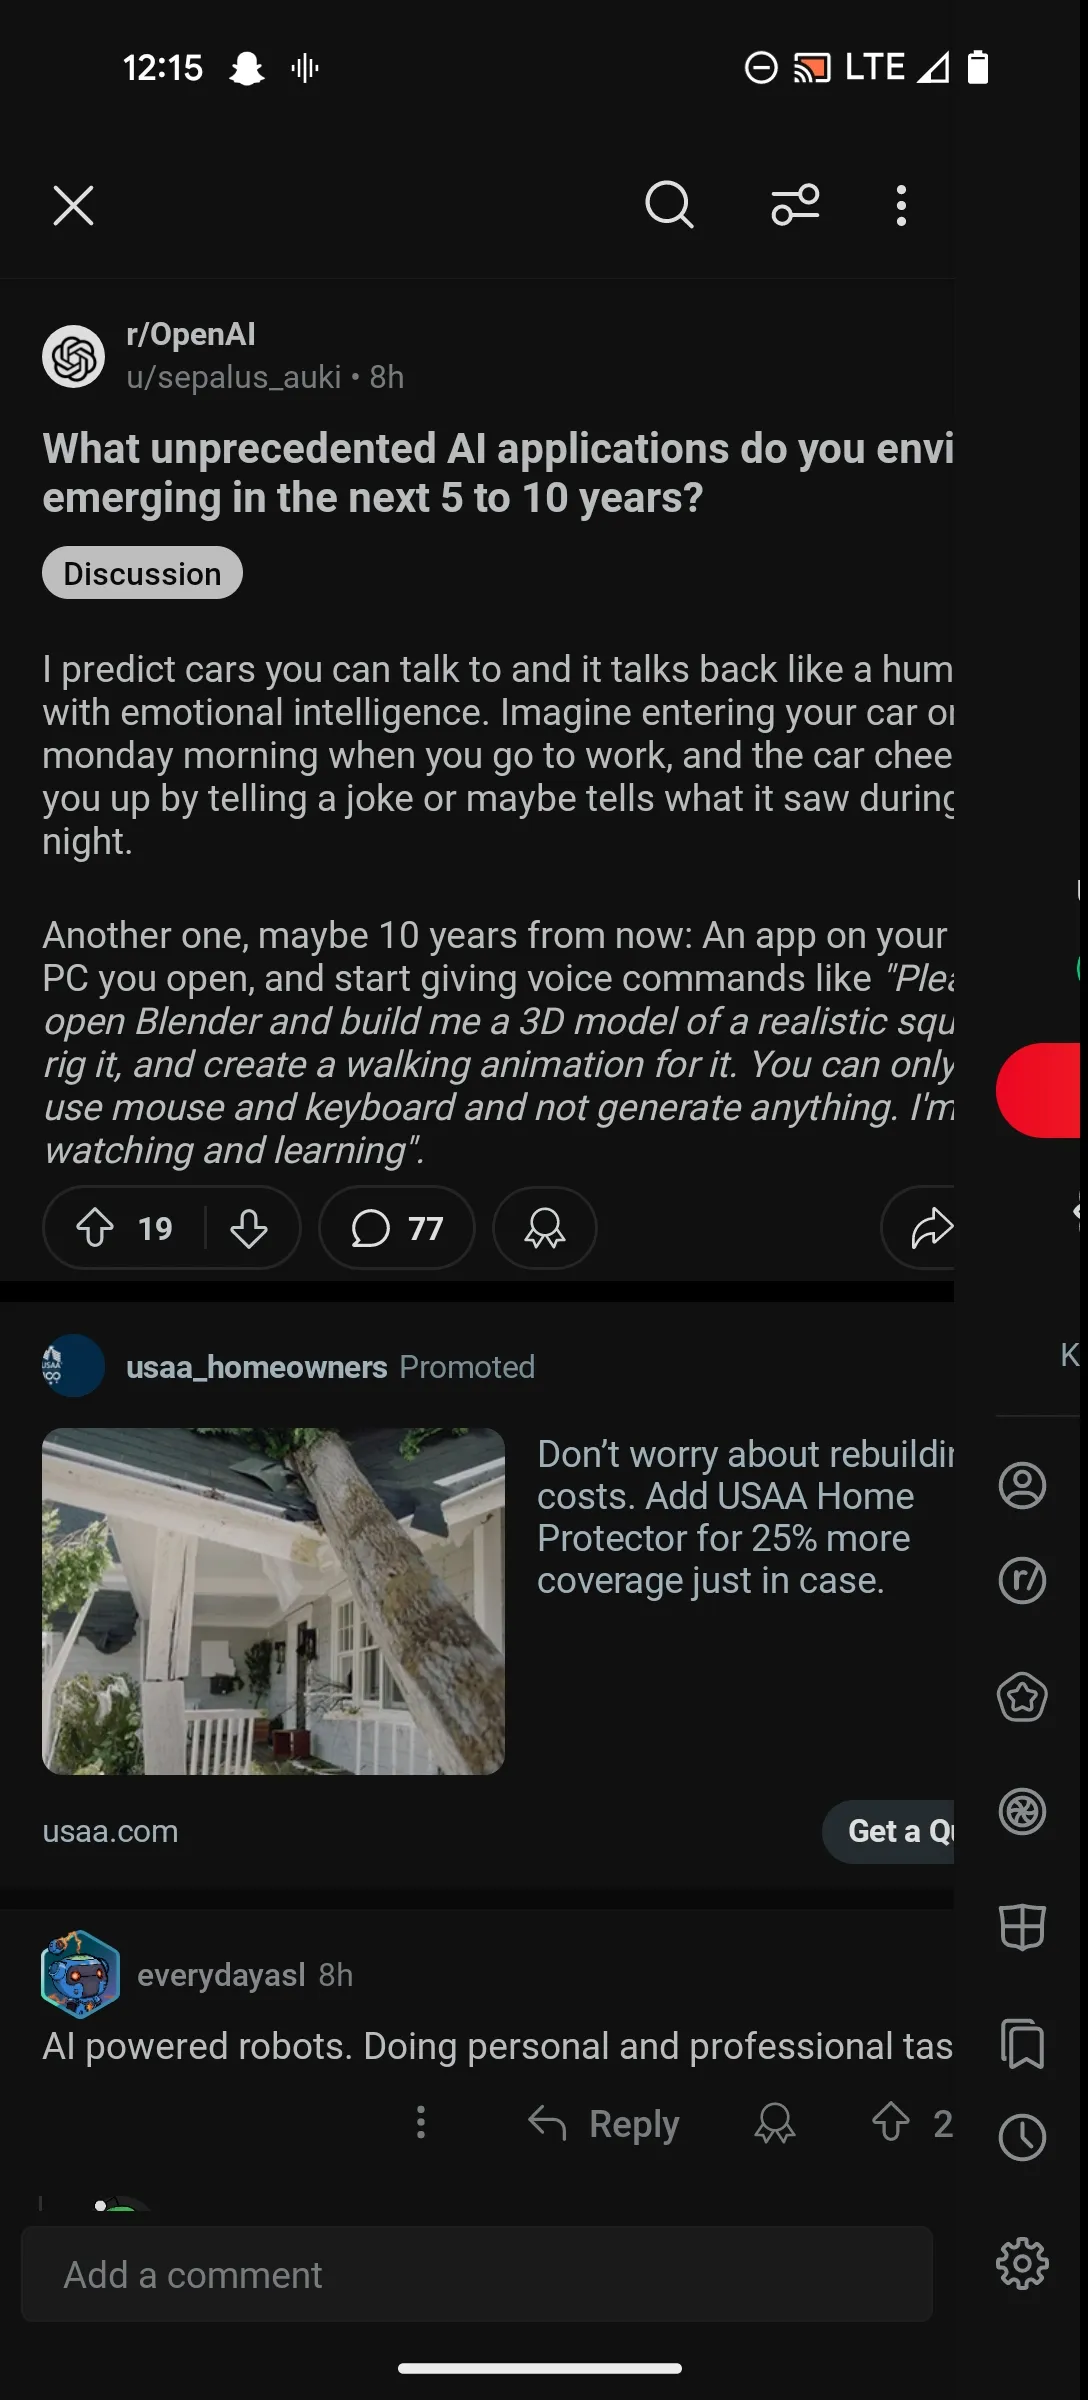 12:15
LTE
r/OpenAI
u/sepalus_auki • 8h
What unprecedented AI applications do you envi
emerging in the next 5 to 10 years?
Discussion
I predict cars you can talk to and it talks back like a hum
with emotional intelligence. Imagine entering your car on
monday morning when you go to work, and the car chee
you up by telling a joke or maybe tells what it saw during
night.
Another one, maybe 10 years from now: An app on your
PC you open, and start giving voice commands like "Plea
open Blender and build me a 3D model of a realistic squ
rig it, and create a walking animation for it. You can only
use mouse and keyboard and not generate anything. I'm
watching and learning".
19
77
usaa_homeowners Promoted
USAA
Don’t worry about rebuildin
costs. Add USAA Home
Protector for 25% more
coverage just in case.
K
r/
usaa.com
Get a Qu
everydayasl 8h
AI powered robots. Doing personal and professional tas
Reply
2
Add a comment